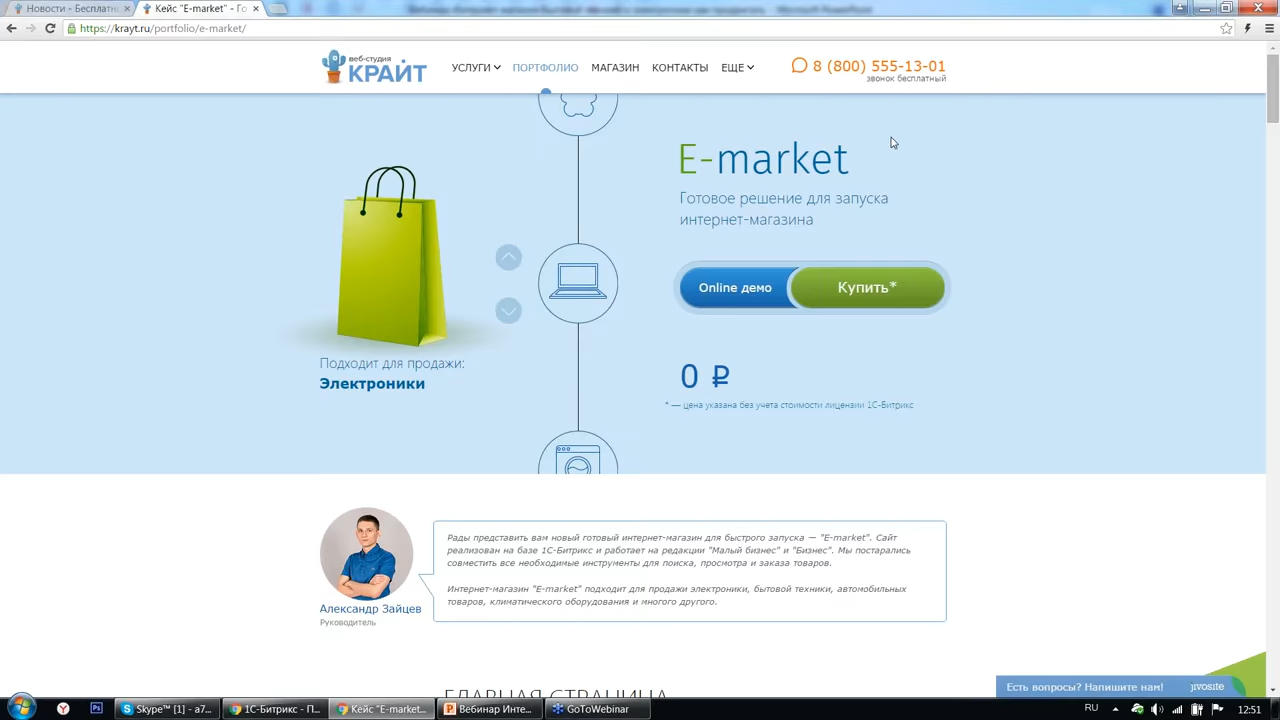 Новости - Бесплатн
Кейс "E-market" - Го
Microsoft PowerPoint
https://krayt.ru/portfolio/e-market/
веб-студия
КРАЙТ
УСЛУГИ
ПОРТФОЛИО
МАГАЗИН
КОНТАКТЫ
ЕЩЕ
8 (800) 555-13-01
звонок бесплатный
E-market
Готовое решение для запуска
интернет-магазина
Online демо
Купить*
0 ₽
* — цена указана без учета стоимости лицензии 1С-Битрикс
Подходит для продажи:
Электроники
Рады представить вам новый готовый интернет-магазин для быстрого запуска — "E-market". Сайт
реализован на базе 1С-Битрикс и работает на редакции "Малый бизнес" и "Бизнес". Мы постарались
совместить все необходимые инструменты для поиска, просмотра и заказа товаров.
Интернет-магазин "E-market" подходит для продажи электроники, бытовой техники, автомобильных
товаров, климатического оборудования и многого другого.
Александр Зайцев
Руководитель
ГЛАВНАЯ СТРАНИЦА
Есть вопросы? Напишите нам!
jivosite
Skype™ [1] - a7...
1С-Битрикс - П...
Кейс "E-market...
Вебинар Инте...
GoToWebinar
RU
12:51